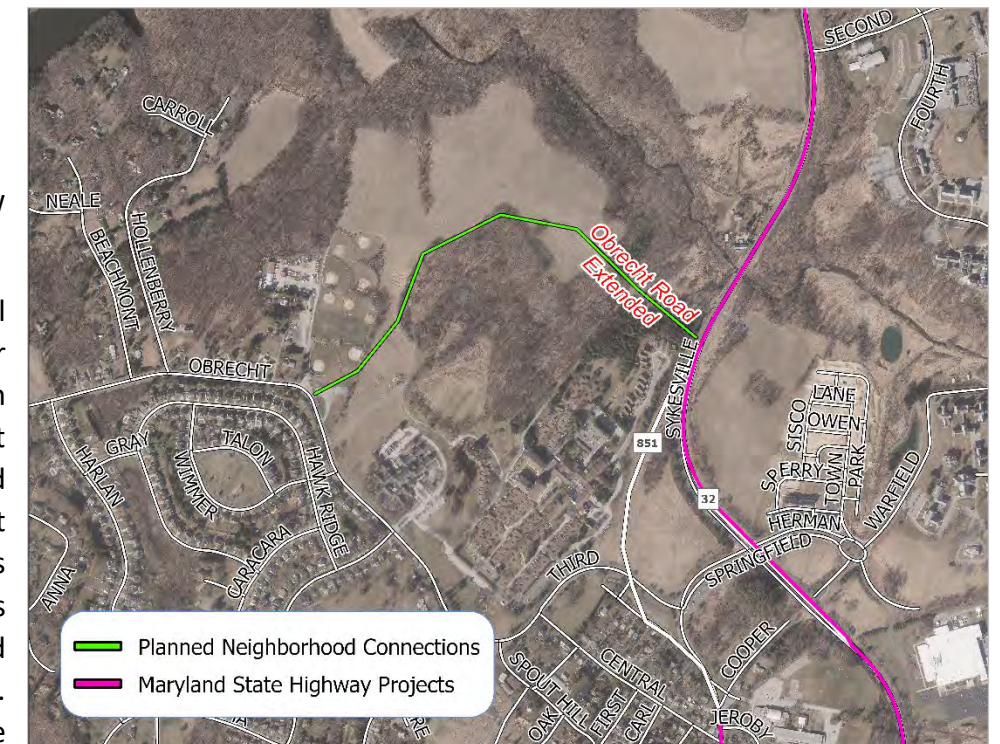 SECOND
FOURTH
CARROLL
NEALE
BEACHMONT
HOLLENBERRY
Obrecht Road
Extended
OBRECHT
SYKESVILLE
851
32
LANE
OWEN
SISCO
PERRY
TOWN
PARK
WARFIELD
HERMAN
SPRINGFIELD
GRAY
TALON
WIMMER
HAWK RIDGE
HARLAN
CARACARA
ANNA
THIRD
COOPER
CENTRAL
SPOUT HILL
OAK
FIRST
CARL
JEROBY
Planned Neighborhood Connections
Maryland State Highway Projects